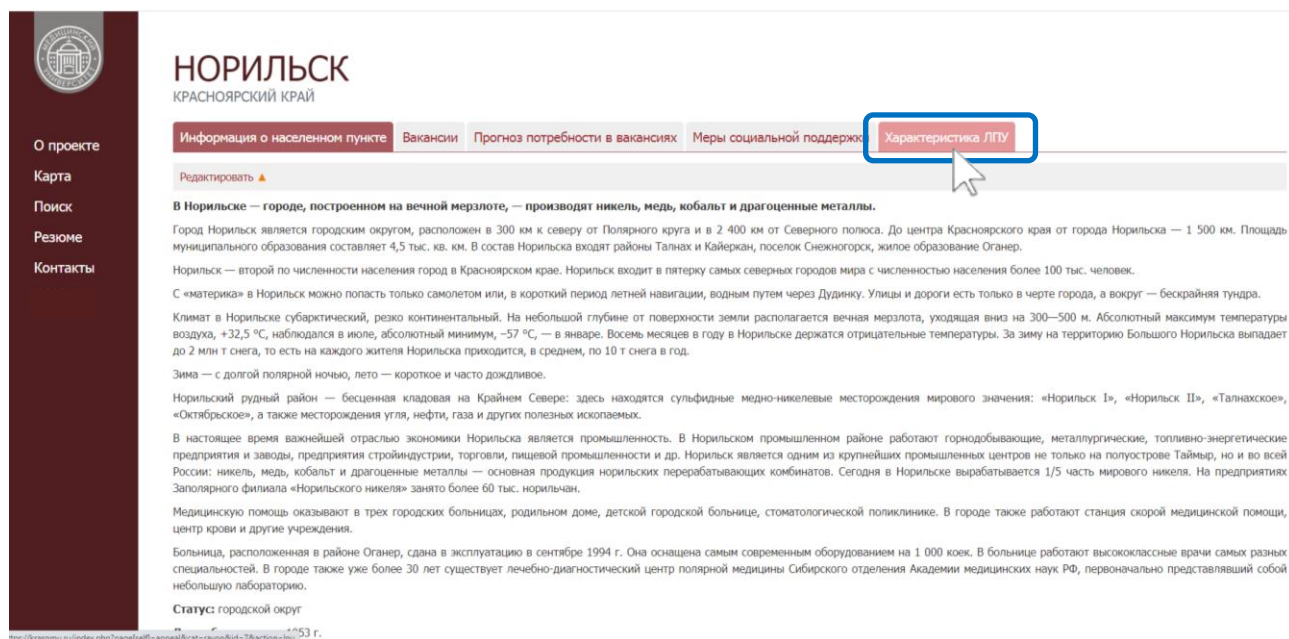 МЕДИЦИНСКИЙ УНИВЕРСИТЕТ
НОРИЛЬСК
КРАСНОЯРСКИЙ КРАЙ
О проекте
Карта
Поиск
Резюме
Контакты
Информация о населенном пункте Вакансии Прогноз потребности в вакансиях Меры социальной поддержки Характеристика ЛПУ
Редактировать ▲
В Норильске — городе, построенном на вечной мерзлоте, — производят никель, медь, кобальт и драгоценные металлы.
Город Норильск является городским округом, расположен в 300 км к северу от Полярного круга и в 2 400 км от Северного полюса. До центра Красноярского края от города Норильска — 1 500 км. Площадь
муниципального образования составляет 4,5 тыс. кв. км. В состав Норильска входят районы Талнах и Кайеркан, поселок Снежногорск, жилое образование Оганер.
Норильск — второй по численности населения город в Красноярском крае. Норильск входит в пятерку самых северных городов мира с численностью населения более 100 тыс. человек.
С «материка» в Норильск можно попасть только самолетом или, в короткий период летней навигации, водным путем через Дудинку. Улицы и дороги есть только в черте города, а вокруг — бескрайняя тундра.
Климат в Норильске субарктический, резко континентальный. На небольшой глубине от поверхности земли располагается вечная мерзлота, уходящая вниз на 300—500 м. Абсолютный максимум температуры
воздуха, +32,5 °C, наблюдался в июле, абсолютный минимум, –57 °C, — в январе. Восемь месяцев в году в Норильске держатся отрицательные температуры. За зиму на территорию Большого Норильска выпадает
до 2 млн т снега, то есть на каждого жителя Норильска приходится, в среднем, по 10 т снега в год.
Зима — с долгой полярной ночью, лето — короткое и часто дождливое.
Норильский рудный район — бесценная кладовая на Крайнем Севере: здесь находятся сульфидные медно-никелевые месторождения мирового значения: «Норильск I», «Норильск II», «Талнахское»,
«Октябрьское», а также месторождения угля, нефти, газа и других полезных ископаемых.
В настоящее время важнейшей отраслью экономики Норильска является промышленность. В Норильском промышленном районе работают горнодобывающие, металлургические, топливно-энергетические
предприятия и заводы, предприятия стройиндустрии, торговли, пищевой промышленности и др. Норильск является одним из крупнейших промышленных центров не только на полуострове Таймыр, но и во всей
России: никель, медь, кобальт и драгоценные металлы — основная продукция норильских перерабатывающих комбинатов. Сегодня в Норильске вырабатывается 1/5 часть мирового никеля. На предприятиях
Заполярного филиала «Норильского никеля» занято более 60 тыс. норильчан.
Медицинскую помощь оказывают в трех городских больницах, родильном доме, детской городской больнице, стоматологической поликлинике. В городе также работают станция скорой медицинской помощи,
центр крови и другие учреждения.
Больница, расположенная в районе Оганер, сдана в эксплуатацию в сентябре 1994 г. Она оснащена самым современным оборудованием на 1 000 коек. В больнице работают высококлассные врачи самых разных
специальностей. В городе также уже более 30 лет существует лечебно-диагностический центр полярной медицины Сибирского отделения Академии медицинских наук РФ, первоначально представлявший собой
небольшую лабораторию.
Статус: городской округ